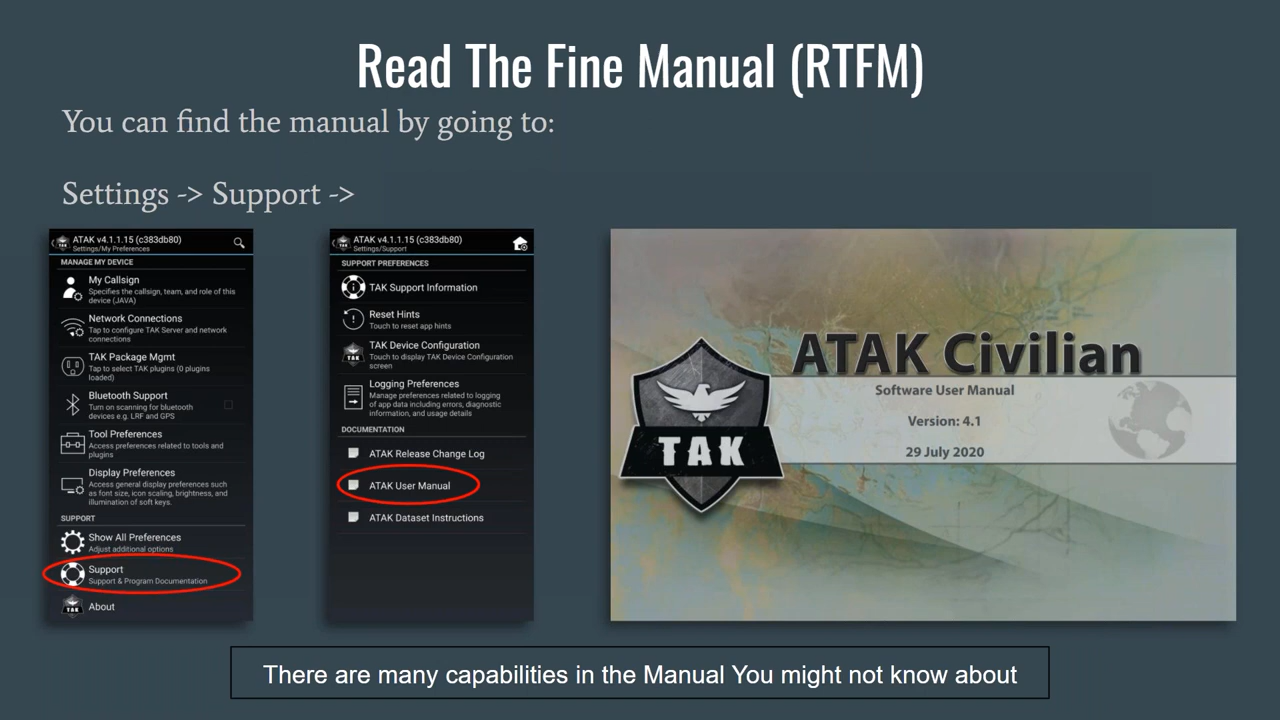 Read The Fine Manual (RTFM)
You can find the manual by going to:
Settings -> Support ->
ATAK v4.1.1.15 (c383db80)
Settings/My Preferences
MANAGE MY DEVICE
My Callsign
Specifies the callsign, team, and role of this
device (JAVA)
Network Connections
Tap to configure TAK Server and network
connections
TAK Package Mgmt
Tap to select TAK plugins (0 plugins
loaded)
Bluetooth Support
Turn on scanning for bluetooth
devices e.g. LRF and GPS
Tool Preferences
Access preferences related to tools and
plugins
Display Preferences
Access general display preferences such
as font size, icon scaling, brightness, and
illumination of soft keys.
SUPPORT
Show All Preferences
Adjust additional options
Support
Support & Program Documentation
TAK
About
ATAK v4.1.1.15 (c383db80)
Settings/Support
SUPPORT PREFERENCES
TAK Support Information
Reset Hints
Touch to reset app hints
TAK
TAK Device Configuration
Touch to display TAK Device Configuration
screen
Logging Preferences
Manage preferences related to logging
of app data including errors, diagnostic
information, and usage details
DOCUMENTATION
ATAK Release Change Log
ATAK User Manual
ATAK Dataset Instructions
ATAK Civilian
Software User Manual
Version: 4.1
29 July 2020
TAK
There are many capabilities in the Manual You might not know about